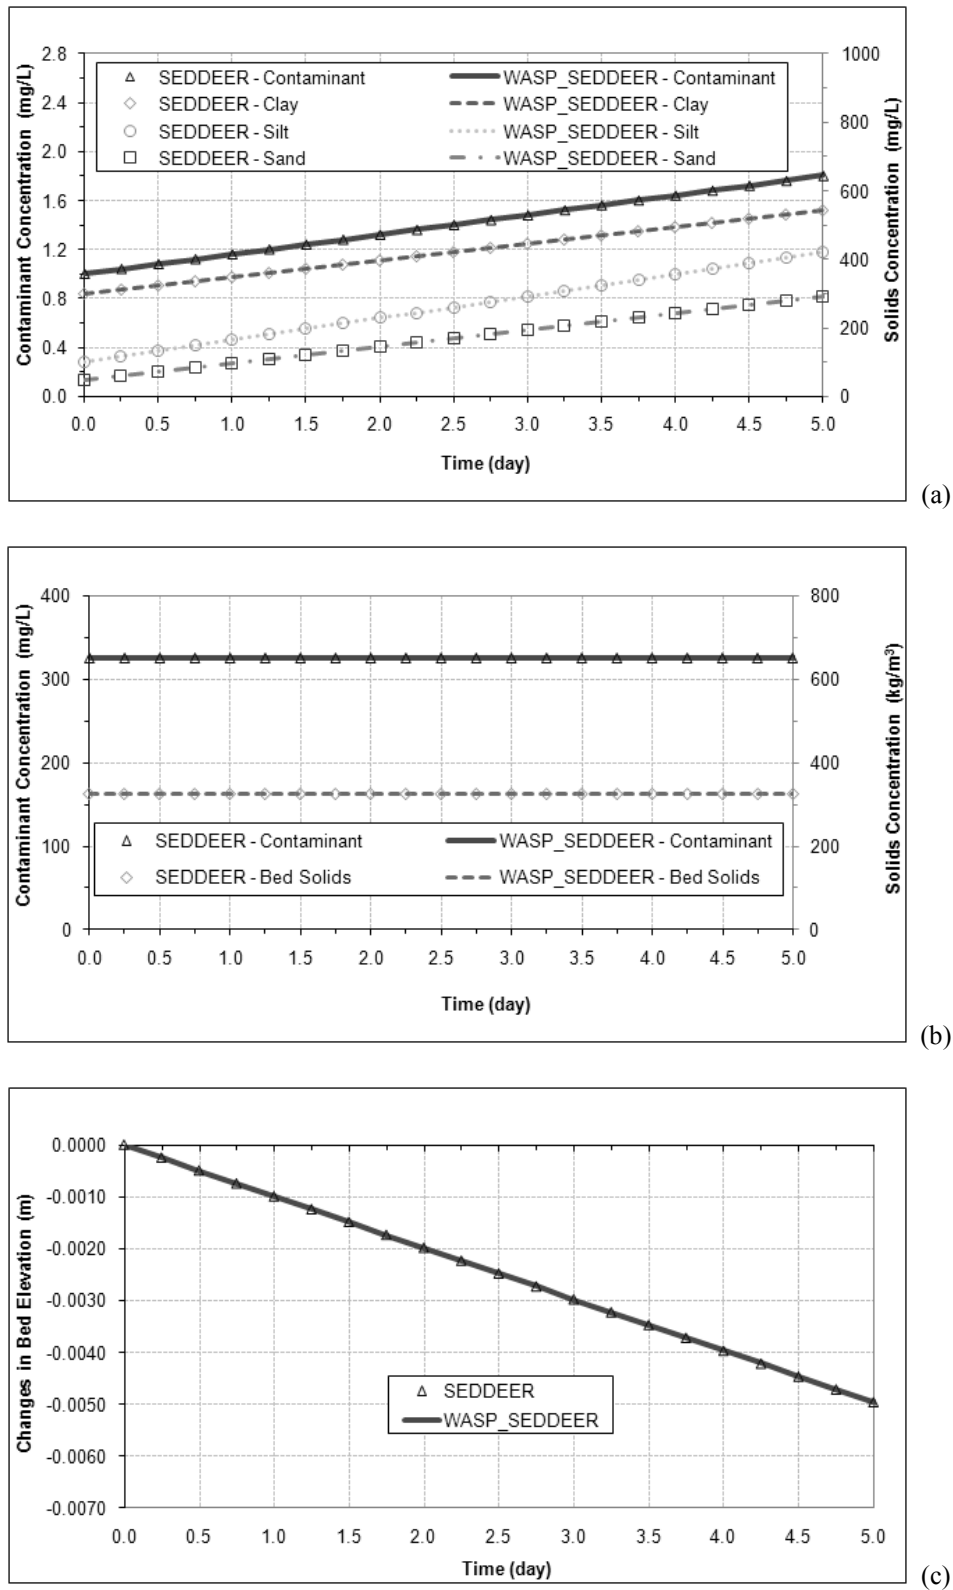 2.8
2.4
2.0
1.6
1.2
0.8
0.4
0.0
Contaminant Concentration (mg/L)
SEDDEER - Contaminant
WASP_SEDDEER - Contaminant
SEDDEER - Clay
WASP_SEDDEER - Clay
SEDDEER - Silt
WASP_SEDDEER - Silt
SEDDEER - Sand
WASP_SEDDEER - Sand
1000
800
600
400
200
0
Solids Concentration (mg/L)
0.0 0.5 1.0 1.5 2.0 2.5 3.0 3.5 4.0 4.5 5.0
Time (day)
(a)
400
300
200
100
0
Contaminant Concentration (mg/L)
SEDDEER - Contaminant
WASP_SEDDEER - Contaminant
SEDDEER - Bed Solids
WASP_SEDDEER - Bed Solids
800
600
400
200
0
Solids Concentration (kg/m³)
0.0 0.5 1.0 1.5 2.0 2.5 3.0 3.5 4.0 4.5 5.0
Time (day)
(b)
0.0000
-0.0010
-0.0020
-0.0030
-0.0040
-0.0050
-0.0060
-0.0070
Changes in Bed Elevation (m)
SEDDEER
WASP_SEDDEER
0.0 0.5 1.0 1.5 2.0 2.5 3.0 3.5 4.0 4.5 5.0
Time (day)
(c)